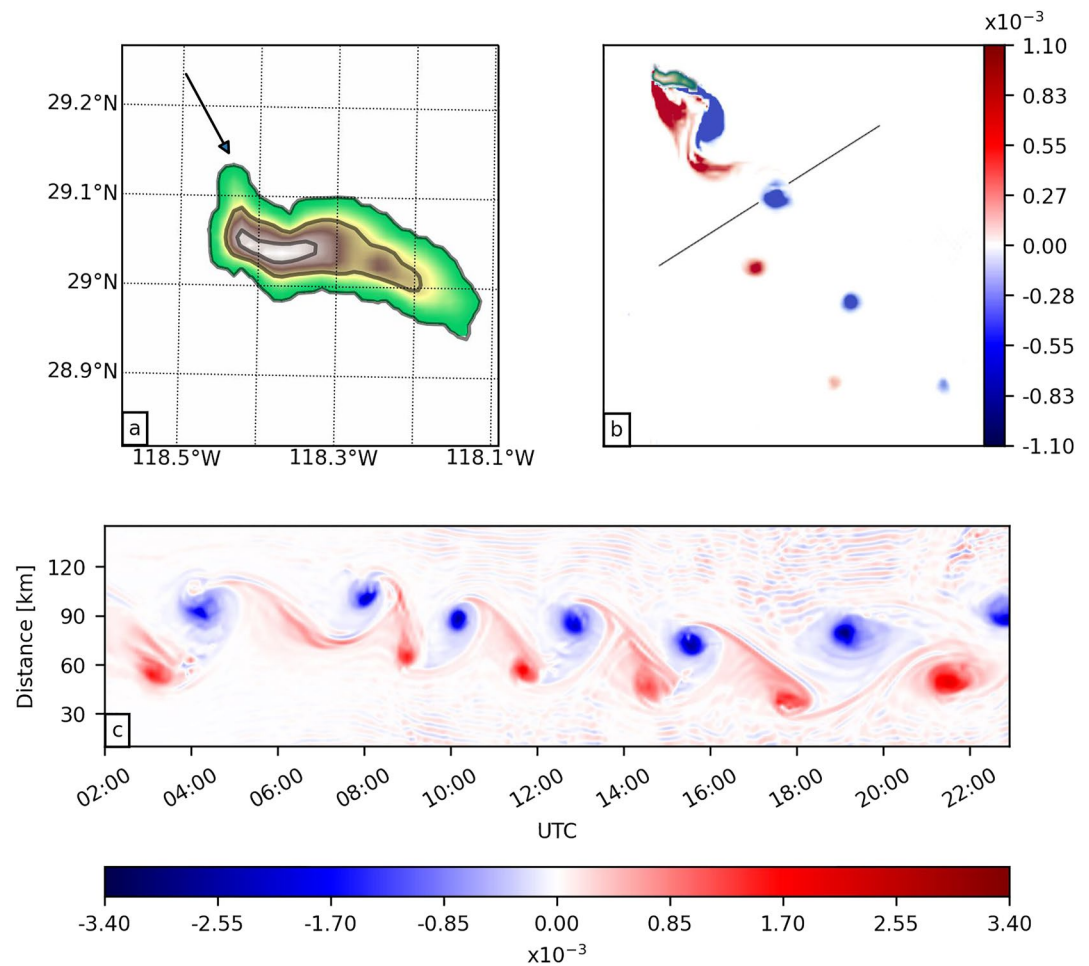 x10⁻³
29.2°N
29.1°N
29°N
28.9°N
a
118.5°W 118.3°W 118.1°W
b
1.10
0.83
0.55
0.27
0.00
-0.28
-0.55
-0.83
-1.10
Distance [km]
120
90
60
30
c
02:00 04:00 06:00 08:00 10:00 12:00 14:00 16:00 18:00 20:00 22:00
UTC
-3.40 -2.55 -1.70 -0.85 0.00 0.85 1.70 2.55 3.40
x10⁻³